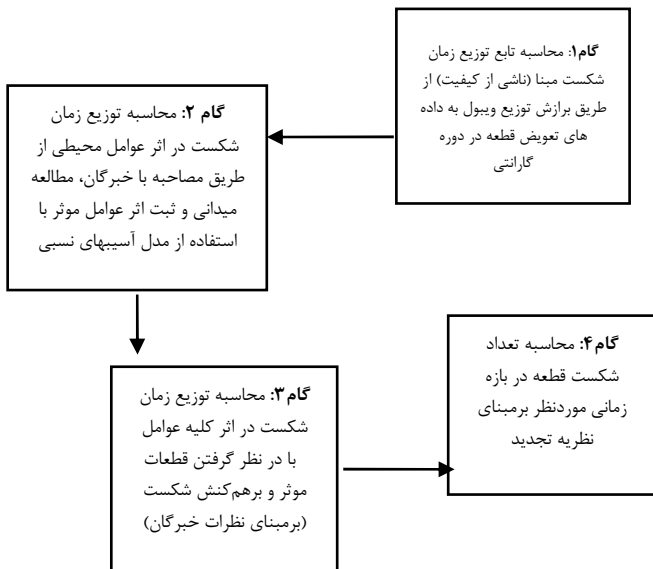 گام۱: محاسبه تابع توزیع زمان
شکست مبنا (ناشی از کیفیت) از
طریق برازش توزیع ویبول به داده
های تعویض قطعه در دوره
گارانتی
گام ۲: محاسبه توزیع زمان
شکست در اثر عوامل محیطی از
طریق مصاحبه با خبرگان، مطالعه
میدانی و ثبت اثر عوامل موثر با
استفاده از مدل آسیبهای نسبی
گام۳: محاسبه توزیع زمان
شکست در اثر کلیه عوامل
با در نظر گرفتن قطعات
موثر و برهم‌کنش شکست
(برمبنای نظرات خبرگان)
گام۴: محاسبه تعداد
شکست قطعه در بازه
زمانی موردنظر برمبنای
نظریه تجدید